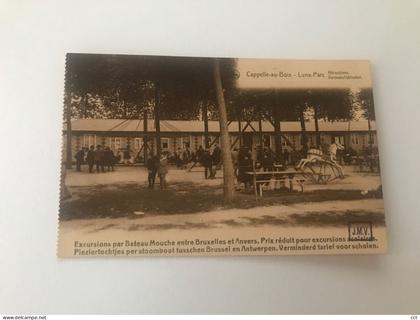 Cappelle-au-Bois - Luna-Parc Attractions.
Vermakelijkheden.
J.M.V.
Excursions par Bateau Mouche entre Bruxelles et Anvers. Prix réduit pour excursions scolaires
Pleziertochtjes per stoomboot tusschen Brussel en Antwerpen. Verminderd tarief voor scholen.